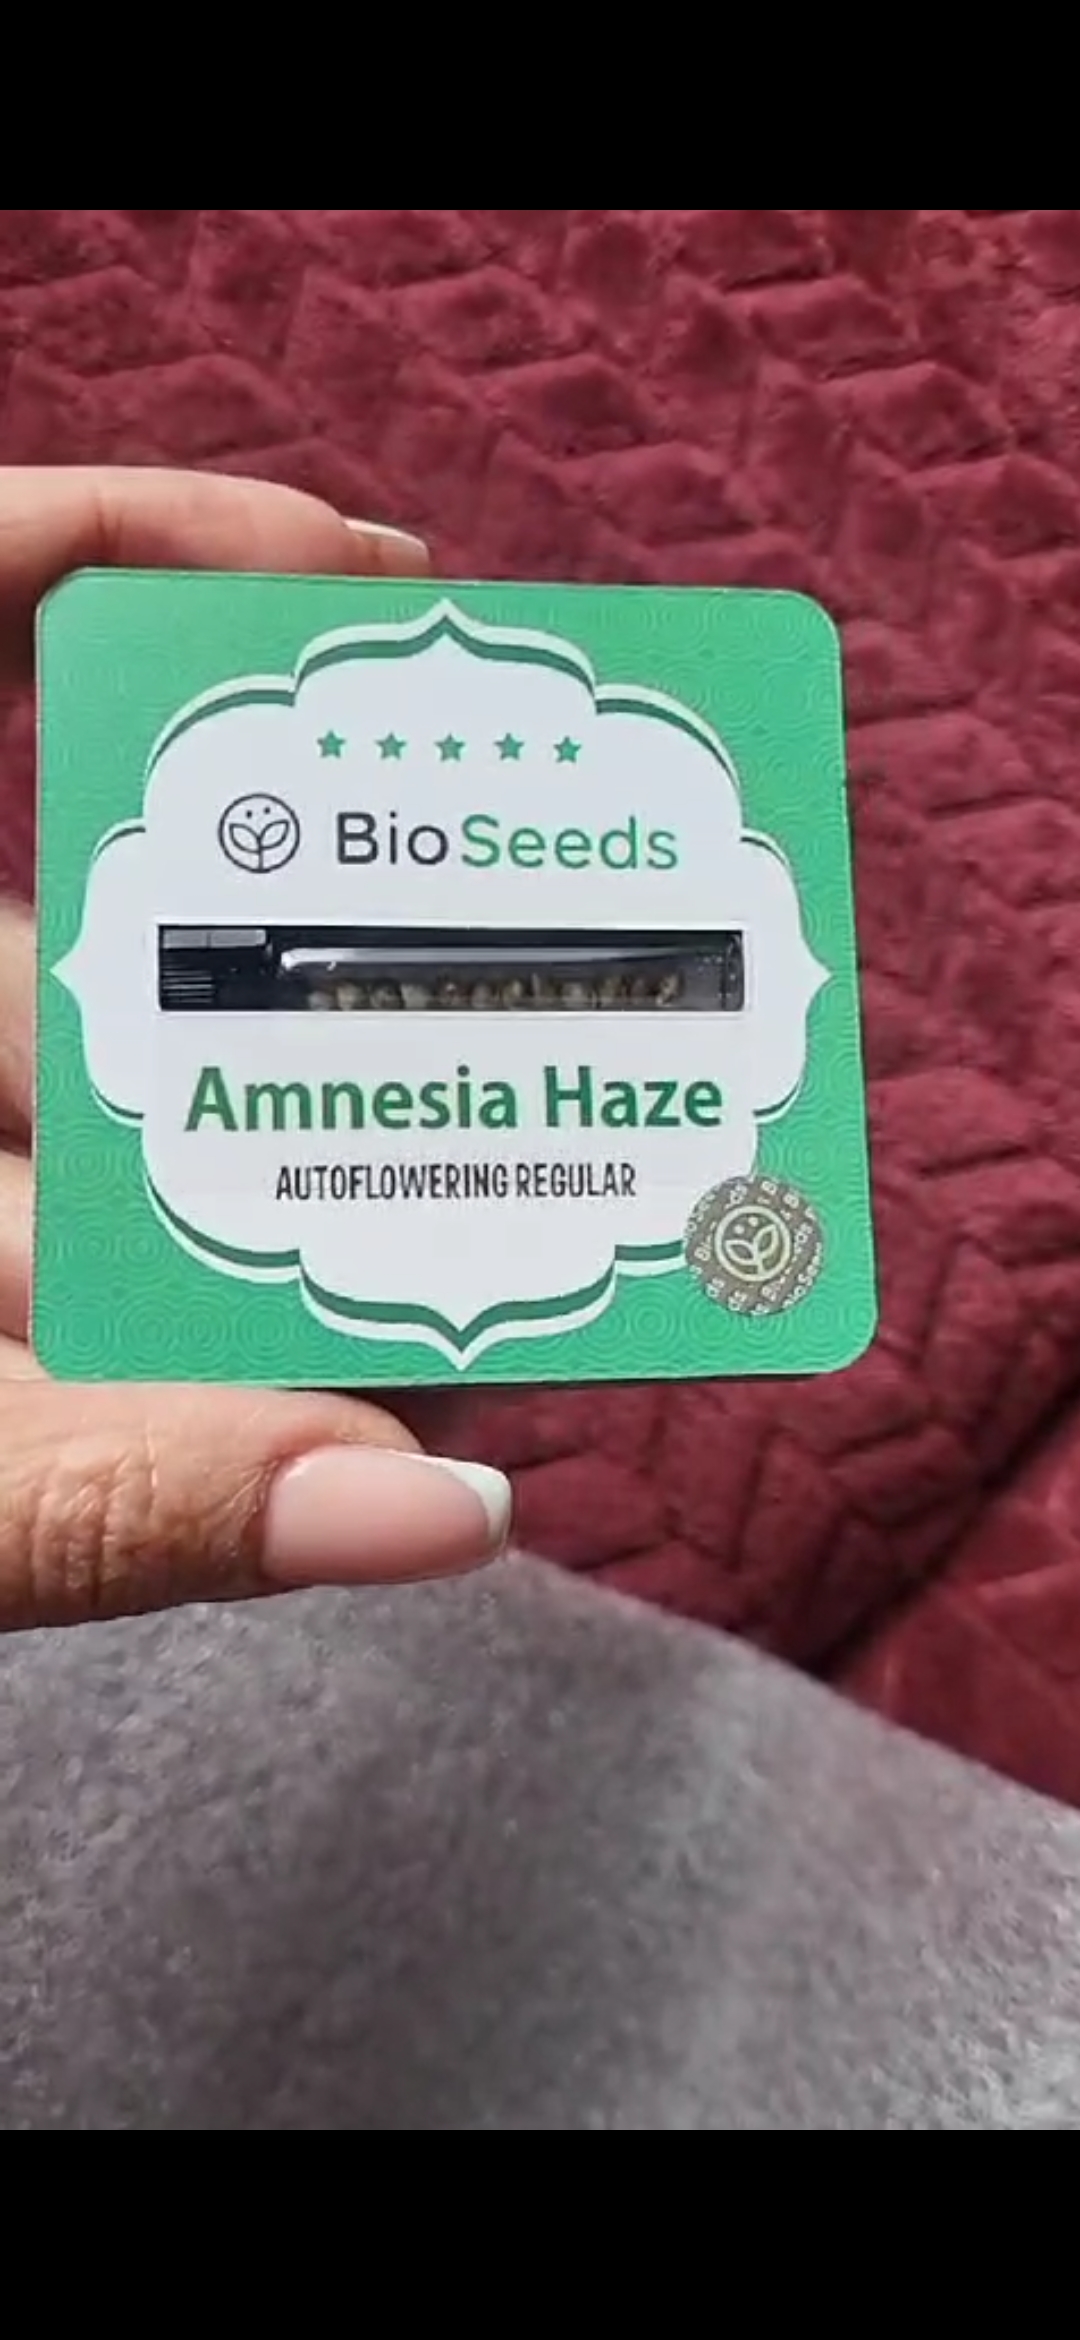 BioSeeds
Amnesia Haze
AUTOFLOWERING REGULAR